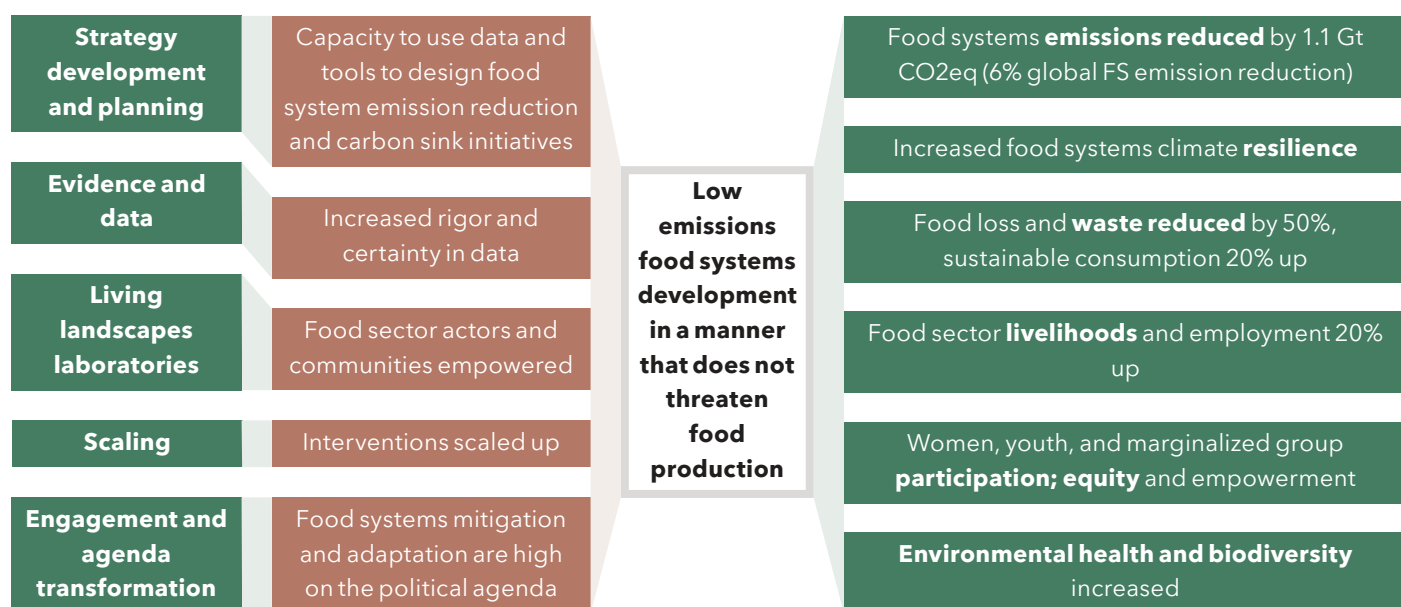 Strategy
development
and planning
Capacity to use data and
tools to design food
system emission reduction
and carbon sink initiatives
Evidence and
data
Increased rigor and
certainty in data
Living
landscapes
laboratories
Food sector actors and
communities empowered
Scaling
Interventions scaled up
Engagement and
agenda
transformation
Food systems mitigation
and adaptation are high
on the political agenda
Low
emissions
food systems
development
in a manner
that does not
threaten
food
production
Food systems emissions reduced by 1.1 Gt
CO2eq (6% global FS emission reduction)
Increased food systems climate resilience
Food loss and waste reduced by 50%,
sustainable consumption 20% up
Food sector livelihoods and employment 20%
up
Women, youth, and marginalized group
participation; equity and empowerment
Environmental health and biodiversity
increased